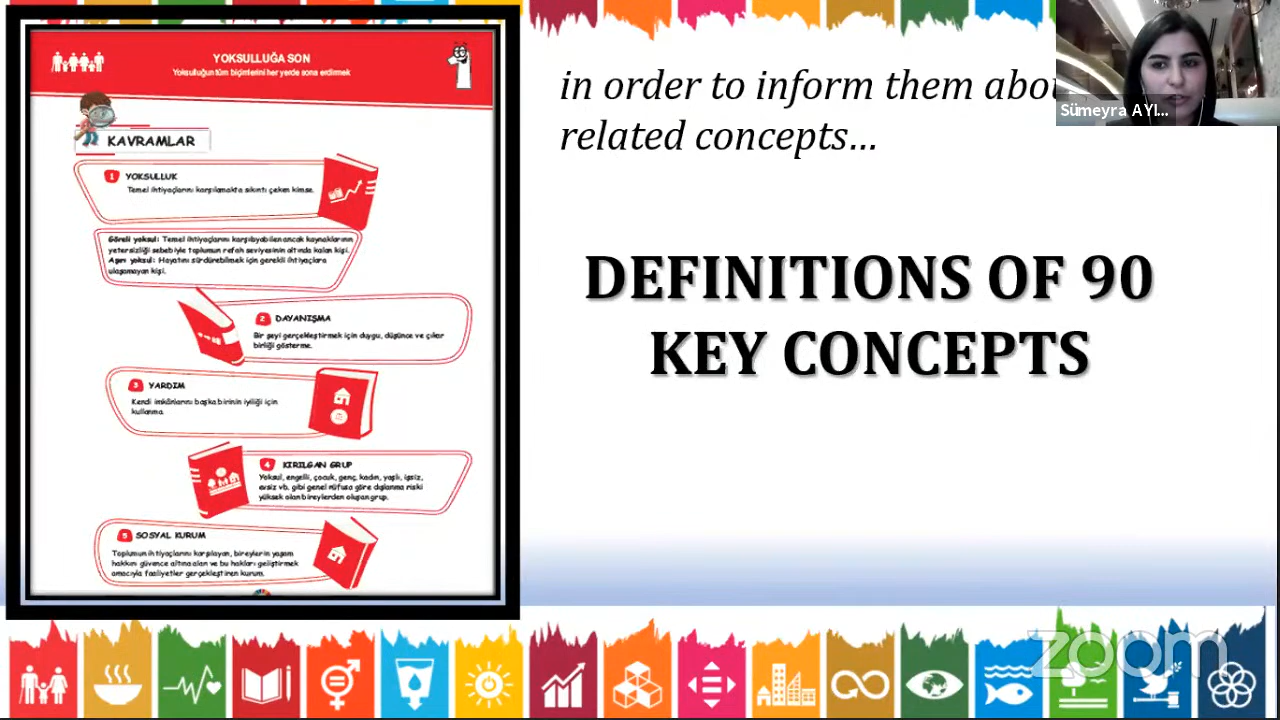 YOKSULLUĞA SON
Yoksulluğun tüm biçimlerini her yerde sona erdirmek
1
KAVRAMLAR
1 YOKSULLUK
Temel ihtiyaçlarını karşılamakta sıkıntı çeken kimse.
Göreli yoksul: Temel ihtiyaçlarını karşılayabilen ancak kaynaklarının
yetersizliği sebebiyle toplumun refah seviyesinin altında kalan kişi.
Aşırı yoksul: Hayatını sürdürebilmek için gerekli ihtiyaçlara
ulaşamayan kişi.
2 DAYANIŞMA
Bir şeyi gerçekleştirmek için duygu, düşünce ve çıkar
birliği gösterme.
3 YARDIM
Kendi imkânlarını başka birinin iyiliği için
kullanma.
4 KIRILGAN GRUP
Yoksul, engelli, çocuk, genç, kadın, yaşlı, işsiz,
evsiz vb. gibi genel nüfusa göre dışlanma riski
yüksek olan bireylerden oluşan grup.
5 SOSYAL KURUM
Toplumun ihtiyaçlarını karşılayan, bireylerin yaşam
hakkını güvence altına alan ve bu hakları geliştirmek
amacıyla faaliyetler gerçekleştiren kurum.
in order to inform them abou
related concepts…
DEFINITIONS OF 90
KEY CONCEPTS
Sümeyra AYI...
zoom